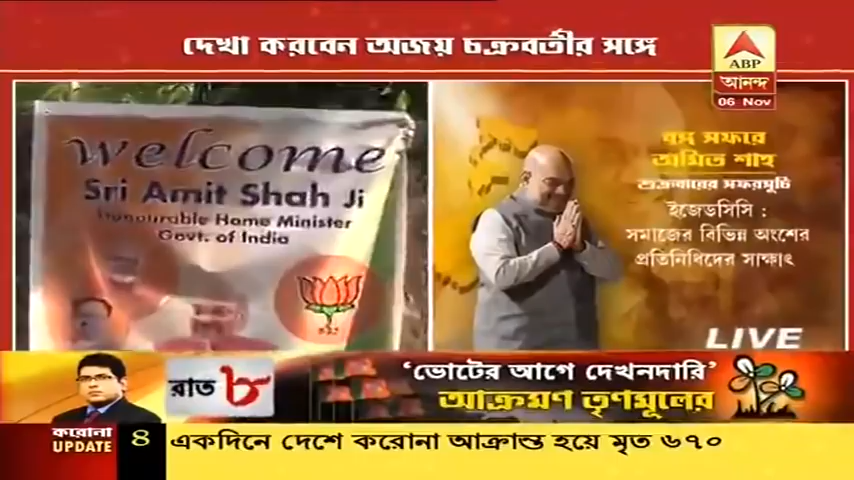 দেখা করবেন অজয় চক্রবর্তীর সঙ্গে
ABP
আনন্দ
06 Nov
Welcome
Sri Amit Shah Ji
Honourable Home Minister
Govt. of India
বঙ্গ সফরে
অমিত শাহ
শুক্রবারের সফরসূচি
ইজেডসিসি :
সমাজের বিভিন্ন অংশের
প্রতিনিধিদের সাক্ষাৎ
LIVE
রাত ৮
'ভোটের আগে দেখনদারি'
আক্রমণ তৃণমূলের
করোনা
UPDATE
8
একদিনে দেশে করোনা আক্রান্ত হয়ে মৃত ৬৭০